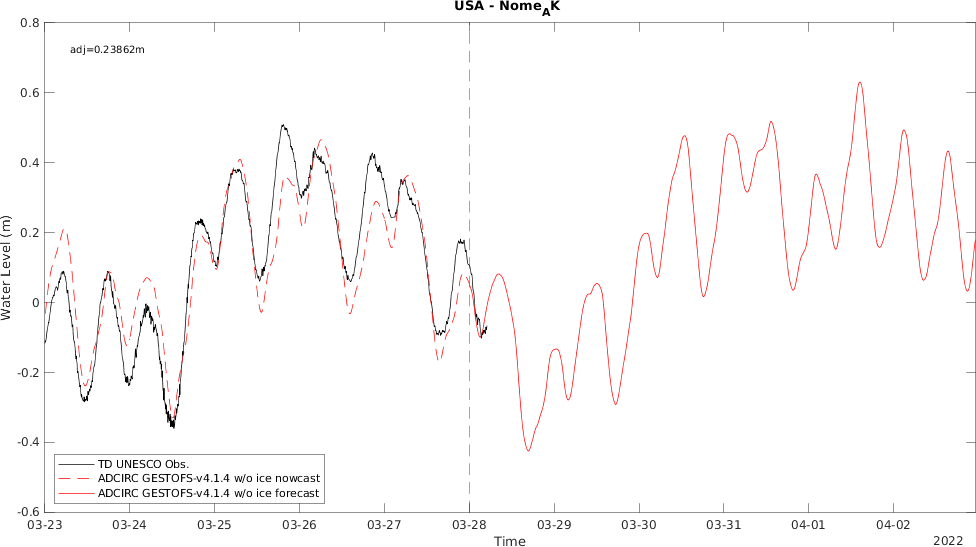 USA - Nome_AK
0.8
adj=0.23862m
0.6
0.4
0.2
0
-0.2
-0.4
-0.6
Water Level (m)
TD UNESCO Obs.
ADCIRC GESTOFS-v4.1.4 w/o ice nowcast
ADCIRC GESTOFS-v4.1.4 w/o ice forecast
03-23 03-24 03-25 03-26 03-27 03-28 03-29 03-30 03-31 04-01 04-02
Time
2022